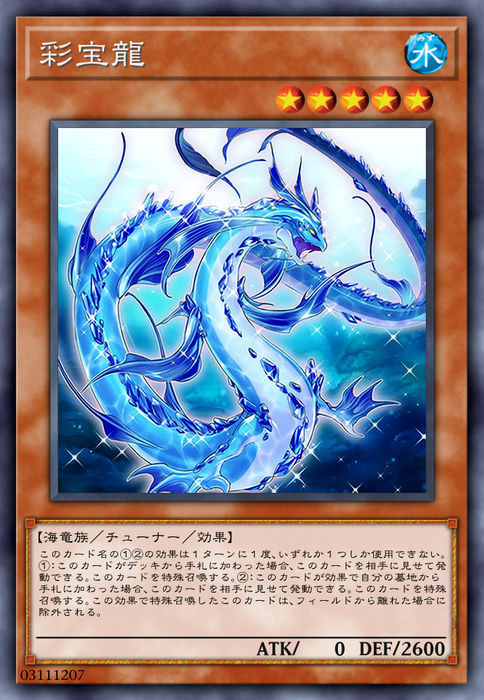 彩宝龍
みず
水
【海竜族／チューナー／効果】
このカード名の①②の効果は１ターンに１度、いずれか１つしか使用できない。
①：このカードがデッキから手札に加わった場合、このカードを相手に見せて発
動できる。このカードを特殊召喚する。②：このカードが効果で自分の墓地から
手札に加わった場合、このカードを相手に見せて発動できる。このカードを特殊
召喚する。この効果で特殊召喚したこのカードは、フィールドから離れた場合に
除外される。
ATK/ 0 DEF/2600
03111207